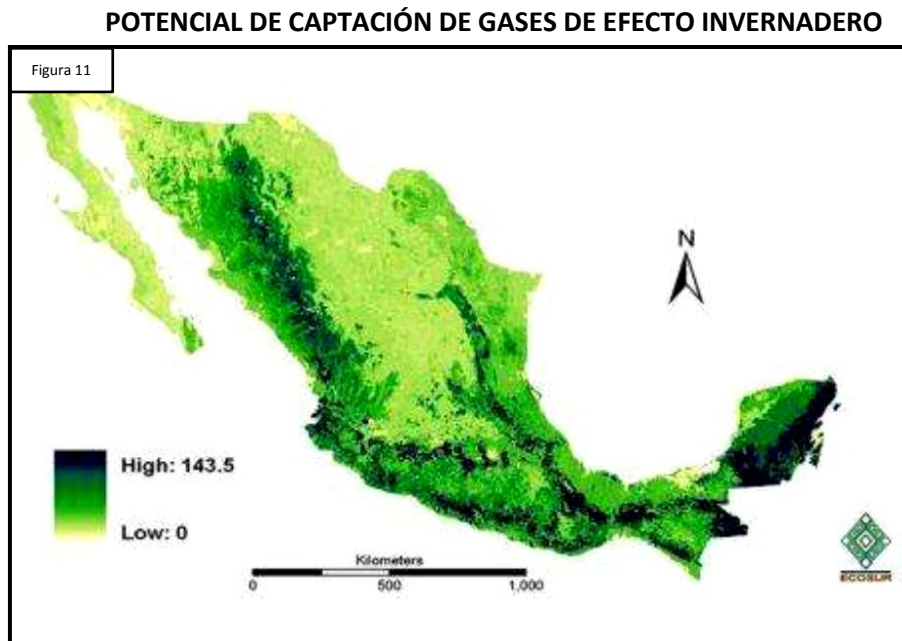 POTENCIAL DE CAPTACIÓN DE GASES DE EFECTO INVERNADERO
Figura 11
N
High: 143.5
Low: 0
Kilometers
0 500 1,000
ECOSUR